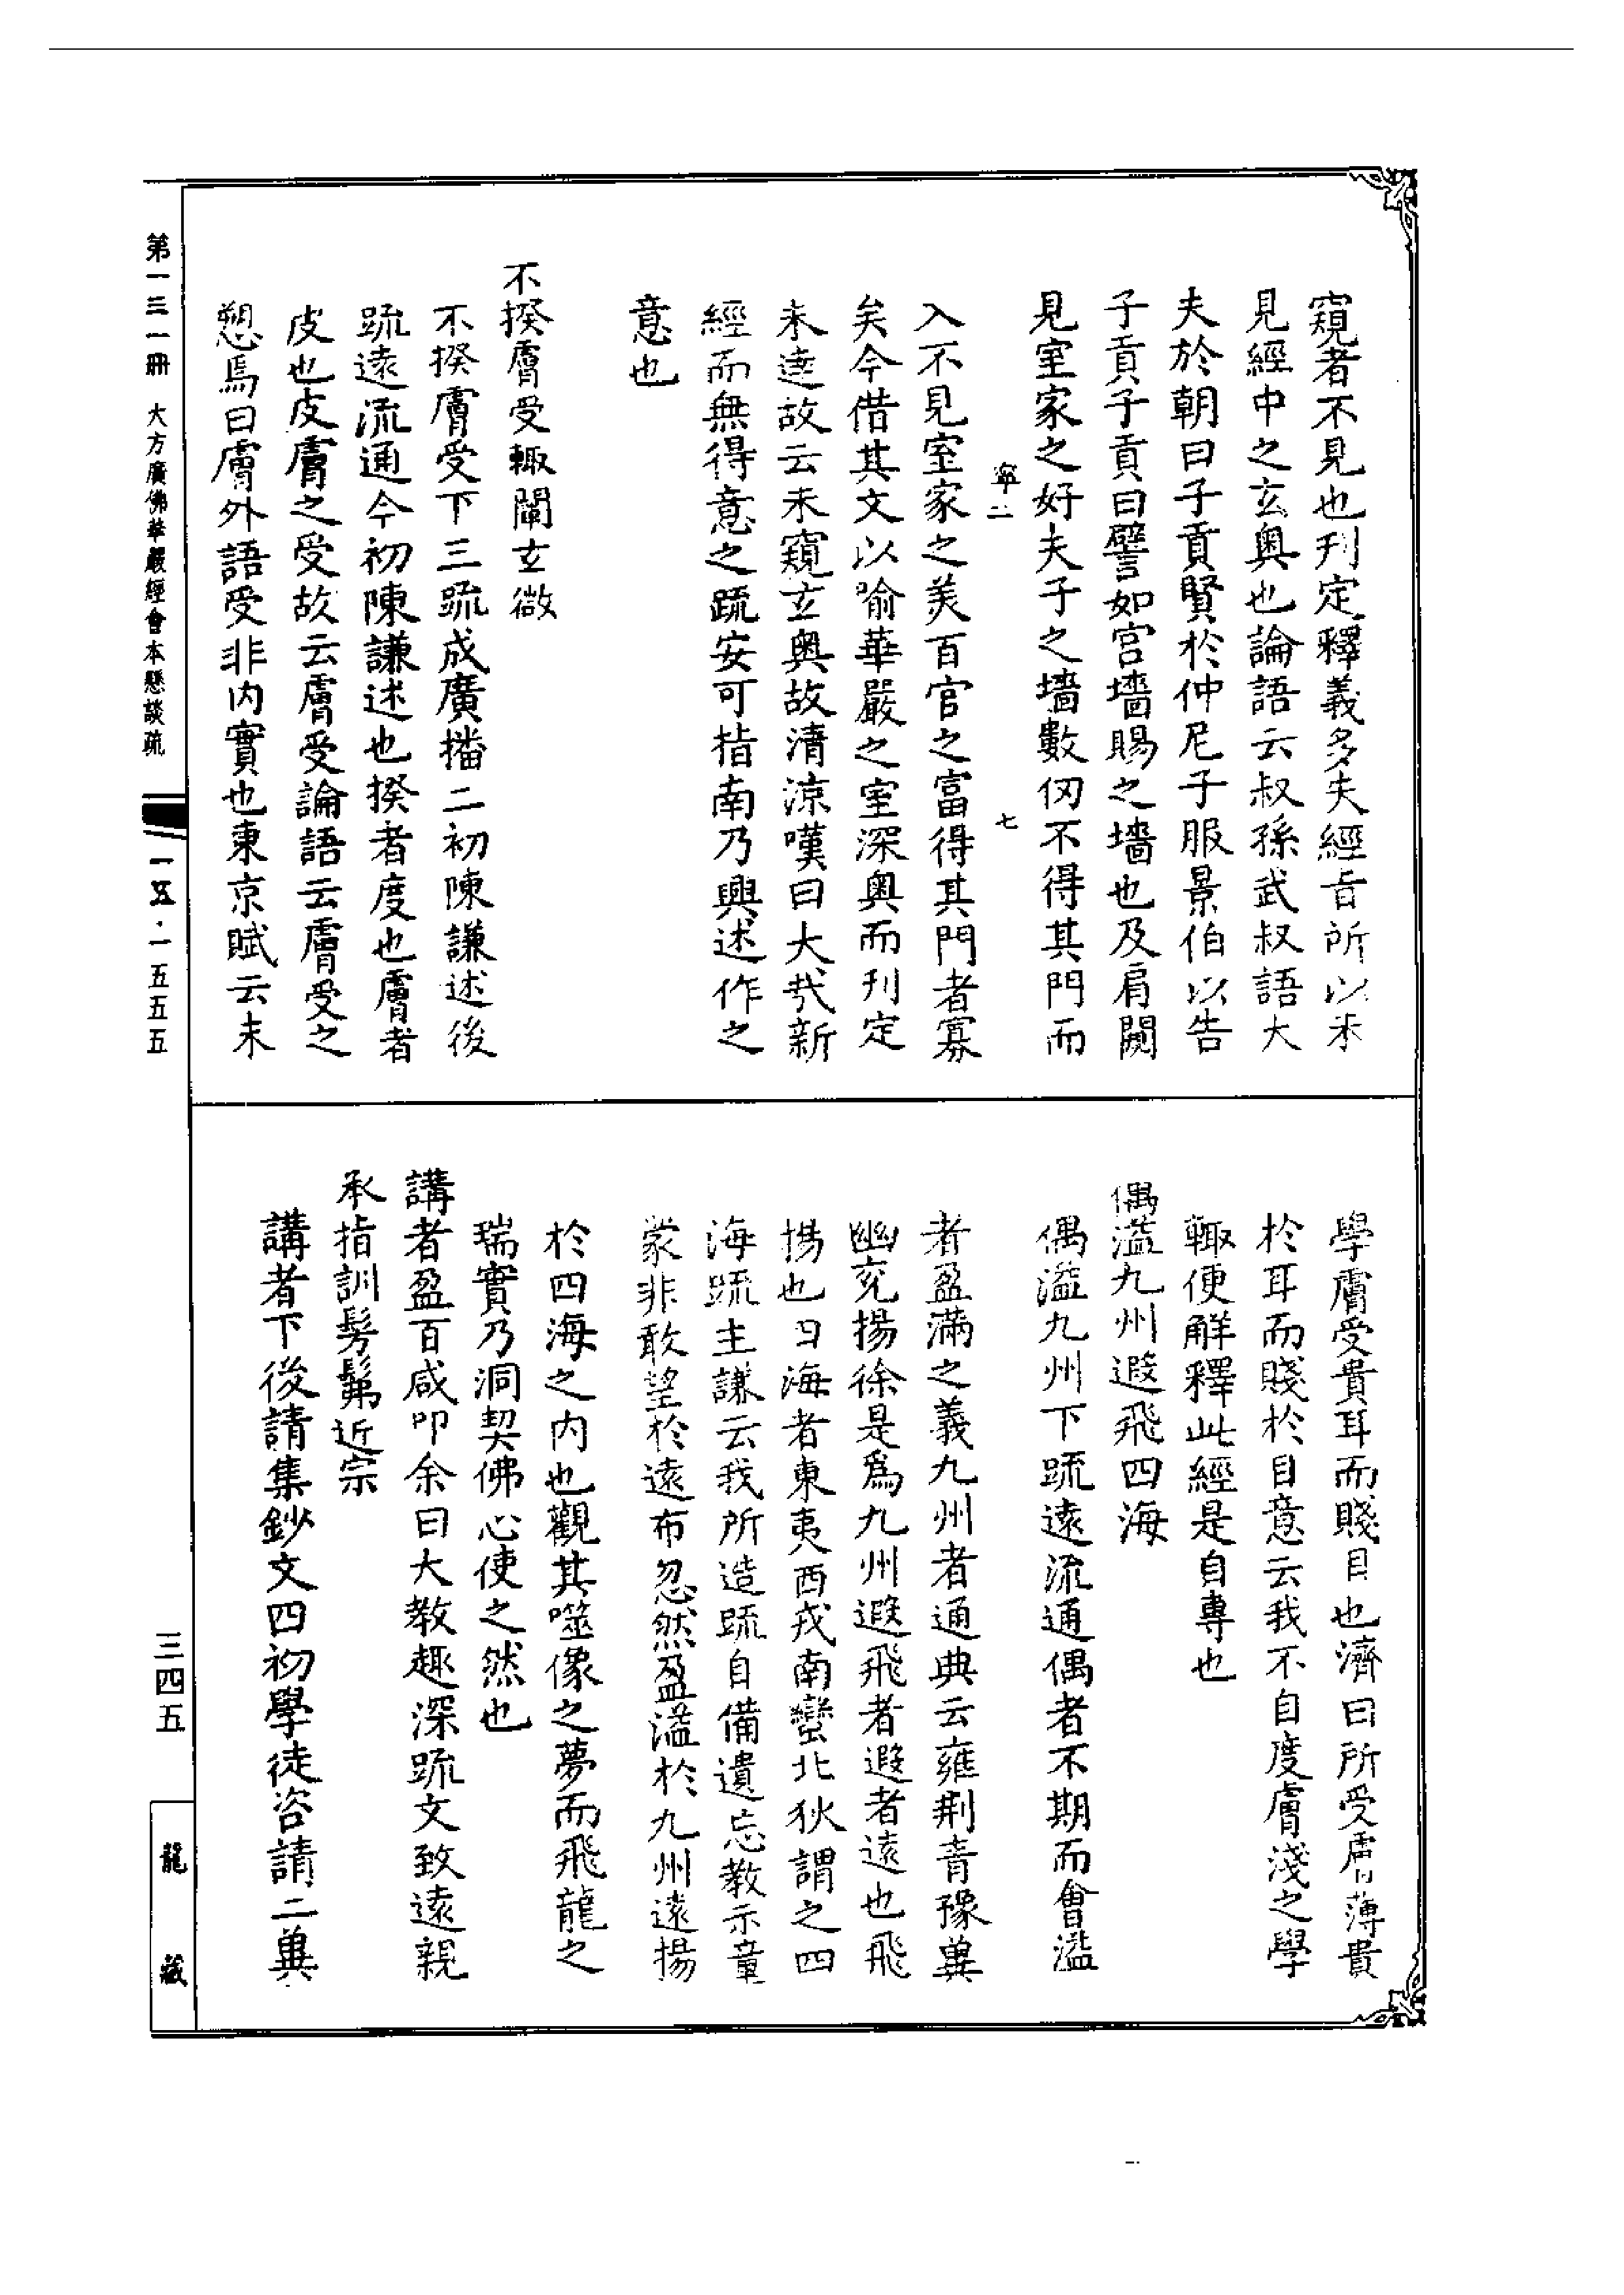 窺者不見也刋定釋義多失經旨所以未
見經中之玄奧也論語云叔孫武叔語大
夫於朝曰子貢賢於仲尼子服景伯以告
子貢子貢曰譬如宫墻賜之墻也及肩闚
見室家之好夫子之墻數仭不得其門而
寧二 七
入不見室家之美百官之富得其門者寡
矣今借其文以喻華嚴之室深奥而刋定
未達故云未窺玄奥故清涼嘆曰大哉新
經而無得意之疏安可指南乃興述作之
意也
不揆膚受輙闡玄微
不揆膚受下三疏成廣播二初陳謙述後
疏遠流通今初陳謙述也揆者度也膚者
皮也皮膚之受故云膚受論語云膚受之
愬焉曰膚外語受非内實也東京賦云末
學膚受貴耳而賤目也濟曰所受膚薄貴
於耳而賤於目意云我不自度膚淺之學
輙便解釋此經是自專也
偶溢九州遐飛四海
偶溢九州下疏遠流通偶者不期而會溢
者盈滿之義九州者通典云雍荆青豫冀
幽兖揚徐是爲九州遐飛者遐者遠也飛
揚也四海者東夷西戎南蠻北狄謂之四
海疏主謙云我所造疏自備遺忘教示童
蒙非敢望於遠布忽然盈溢於九州遠揚
於四海之内也觀其噬像之夢而飛龍之
瑞實乃洞契佛心使之然也
講者盈百咸叩余曰大教趣深疏文致遠親
承指訓髣髴近宗
講者下後請集鈔文四初學徒咨請二冀
第一三一冊 大方廣佛華嚴經會本懸談疏
一五·一五五五
三四五
龍藏